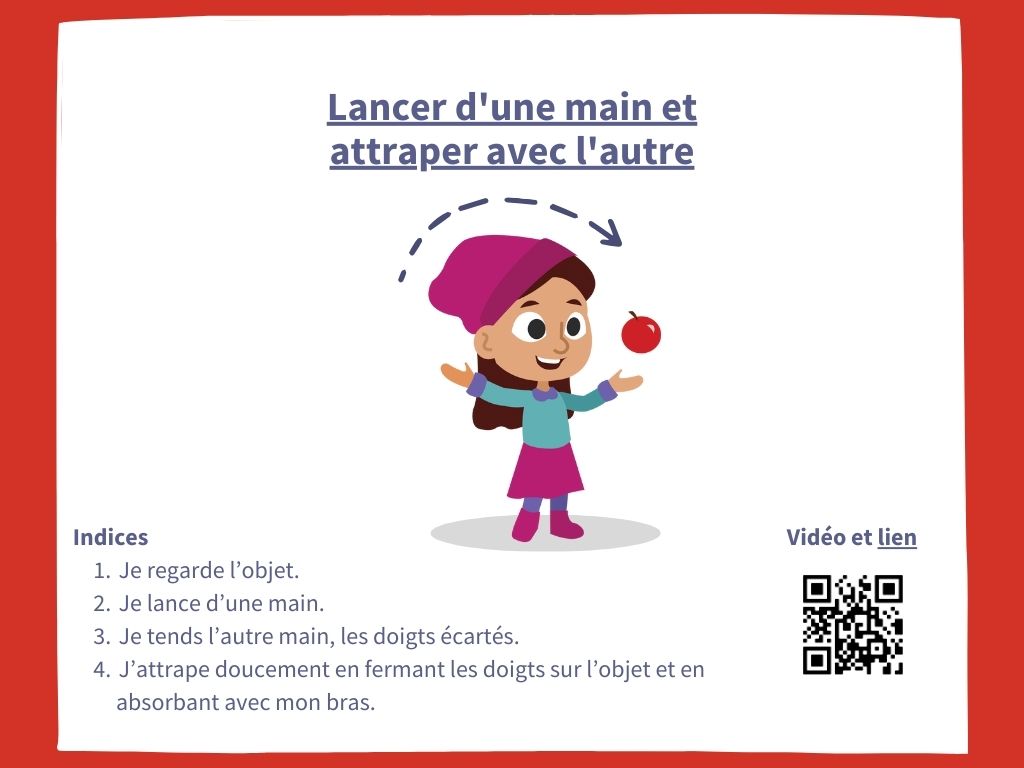 Lancer d'une main et
attraper avec l'autre
Indices
1. Je regarde l’objet.
2. Je lance d’une main.
3. Je tends l’autre main, les doigts écartés.
4. J’attrape doucement en fermant les doigts sur l’objet et en
absorbant avec mon bras.
Vidéo et lien